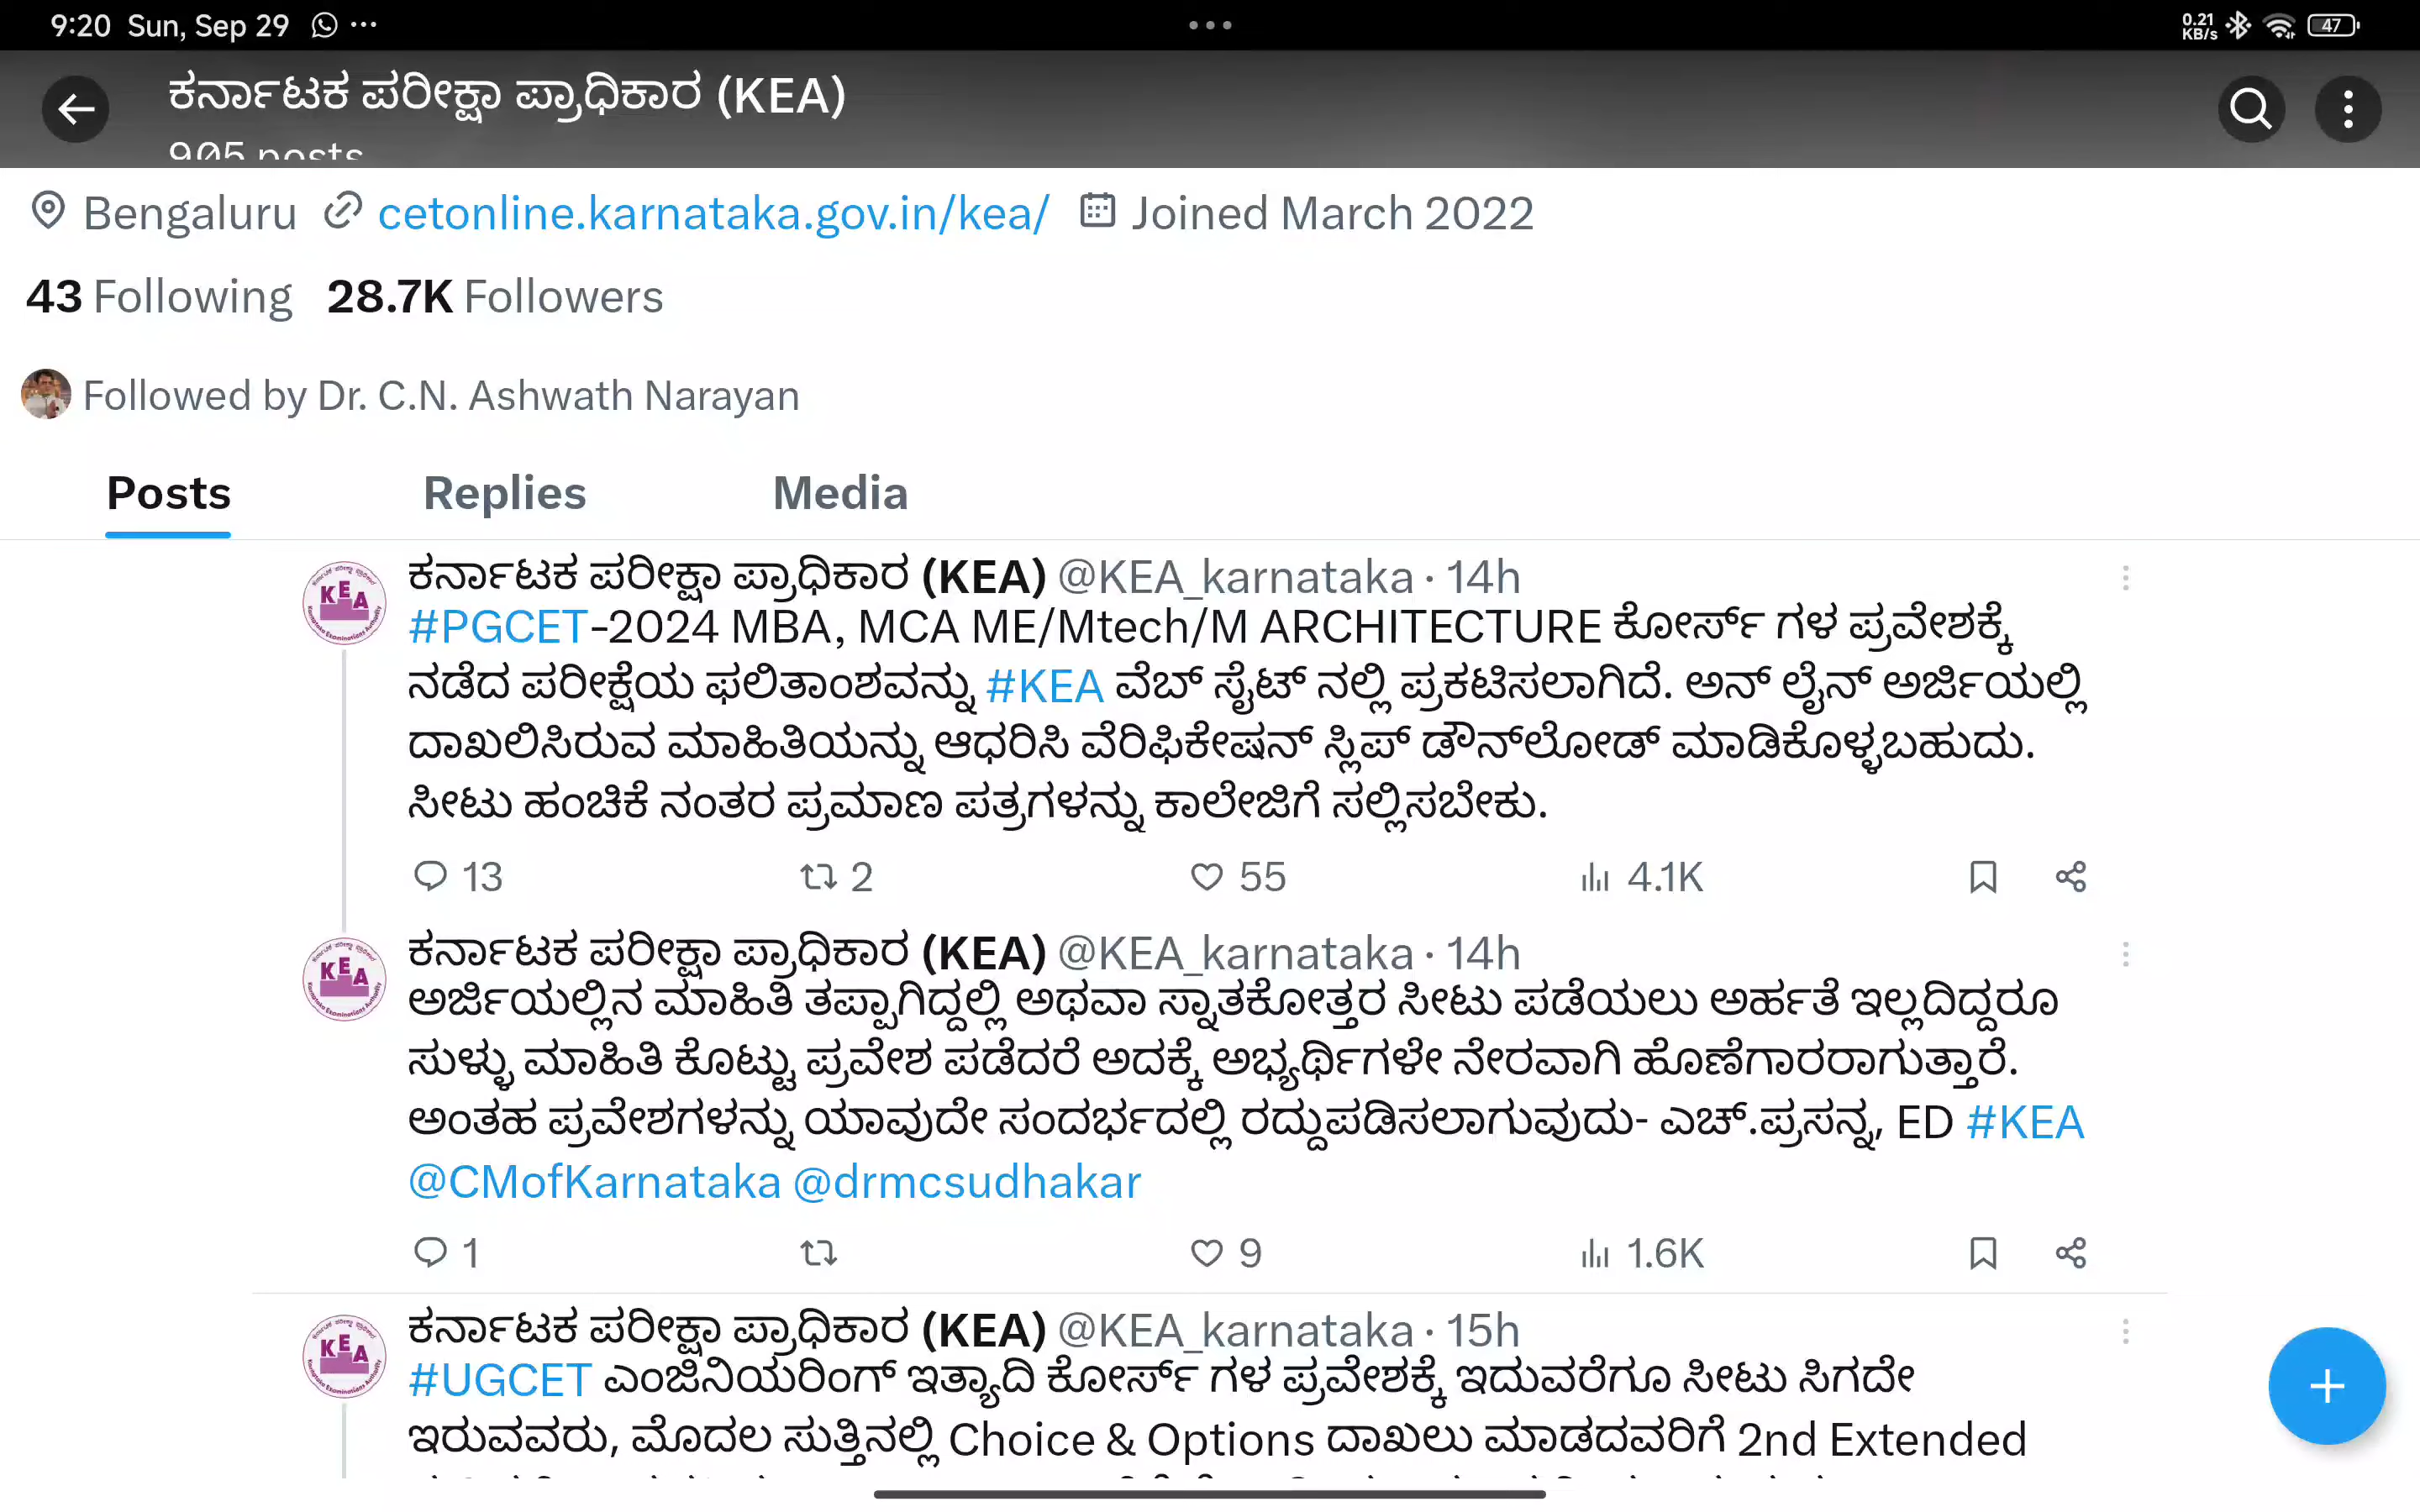 9:20 Sun, Sep 29
0.21 KB/s 47
ಕರ್ನಾಟಕ ಪರೀಕ್ಷಾ ಪ್ರಾಧಿಕಾರ (KEA)
905 posts
Bengaluru cetonline.karnataka.gov.in/kea/ Joined March 2022
43 Following 28.7K Followers
Followed by Dr. C.N. Ashwath Narayan
Posts Replies Media
ಕರ್ನಾಟಕ ಪರೀಕ್ಷಾ ಪ್ರಾಧಿಕಾರ (KEA) @KEA_karnataka · 14h
#PGCET-2024 MBA, MCA ME/Mtech/M ARCHITECTURE ಕೋರ್ಸ್ ಗಳ ಪ್ರವೇಶಕ್ಕೆ
ನಡೆದ ಪರೀಕ್ಷೆಯ ಫಲಿತಾಂಶವನ್ನು #KEA ವೆಬ್ ಸೈಟ್ ನಲ್ಲಿ ಪ್ರಕಟಿಸಲಾಗಿದೆ. ಅನ್ ಲೈನ್ ಅರ್ಜಿಯಲ್ಲಿ
ದಾಖಲಿಸಿರುವ ಮಾಹಿತಿಯನ್ನು ಆಧರಿಸಿ ವೆರಿಫಿಕೇಷನ್ ಸ್ಲಿಪ್ ಡೌನ್‌ಲೋಡ್ ಮಾಡಿಕೊಳ್ಳಬಹುದು.
ಸೀಟು ಹಂಚಿಕೆ ನಂತರ ಪ್ರಮಾಣ ಪತ್ರಗಳನ್ನು ಕಾಲೇಜಿಗೆ ಸಲ್ಲಿಸಬೇಕು.
13 2 55 4.1K
ಕರ್ನಾಟಕ ಪರೀಕ್ಷಾ ಪ್ರಾಧಿಕಾರ (KEA) @KEA_karnataka · 14h
ಅರ್ಜಿಯಲ್ಲಿನ ಮಾಹಿತಿ ತಪ್ಪಾಗಿದ್ದಲ್ಲಿ ಅಥವಾ ಸ್ನಾತಕೋತ್ತರ ಸೀಟು ಪಡೆಯಲು ಅರ್ಹತೆ ಇಲ್ಲದಿದ್ದರೂ
ಸುಳ್ಳು ಮಾಹಿತಿ ಕೊಟ್ಟು ಪ್ರವೇಶ ಪಡೆದರೆ ಅದಕ್ಕೆ ಅಭ್ಯರ್ಥಿಗಳೇ ನೇರವಾಗಿ ಹೊಣೆಗಾರರಾಗುತ್ತಾರೆ.
ಅಂತಹ ಪ್ರವೇಶಗಳನ್ನು ಯಾವುದೇ ಸಂದರ್ಭದಲ್ಲಿ ರದ್ದುಪಡಿಸಲಾಗುವುದು- ಎಚ್.ಪ್ರಸನ್ನ, ED #KEA
@CMofKarnataka @drmcsudhakar
1 9 1.6K
ಕರ್ನಾಟಕ ಪರೀಕ್ಷಾ ಪ್ರಾಧಿಕಾರ (KEA) @KEA_karnataka · 15h
#UGCET ಎಂಜಿನಿಯರಿಂಗ್ ಇತ್ಯಾದಿ ಕೋರ್ಸ್ ಗಳ ಪ್ರವೇಶಕ್ಕೆ ಇದುವರೆಗೂ ಸೀಟು ಸಿಗದೇ
ಇರುವವರು, ಮೊದಲ ಸುತ್ತಿನಲ್ಲಿ Choice & Options ದಾಖಲು ಮಾಡದವರಿಗೆ 2nd Extended